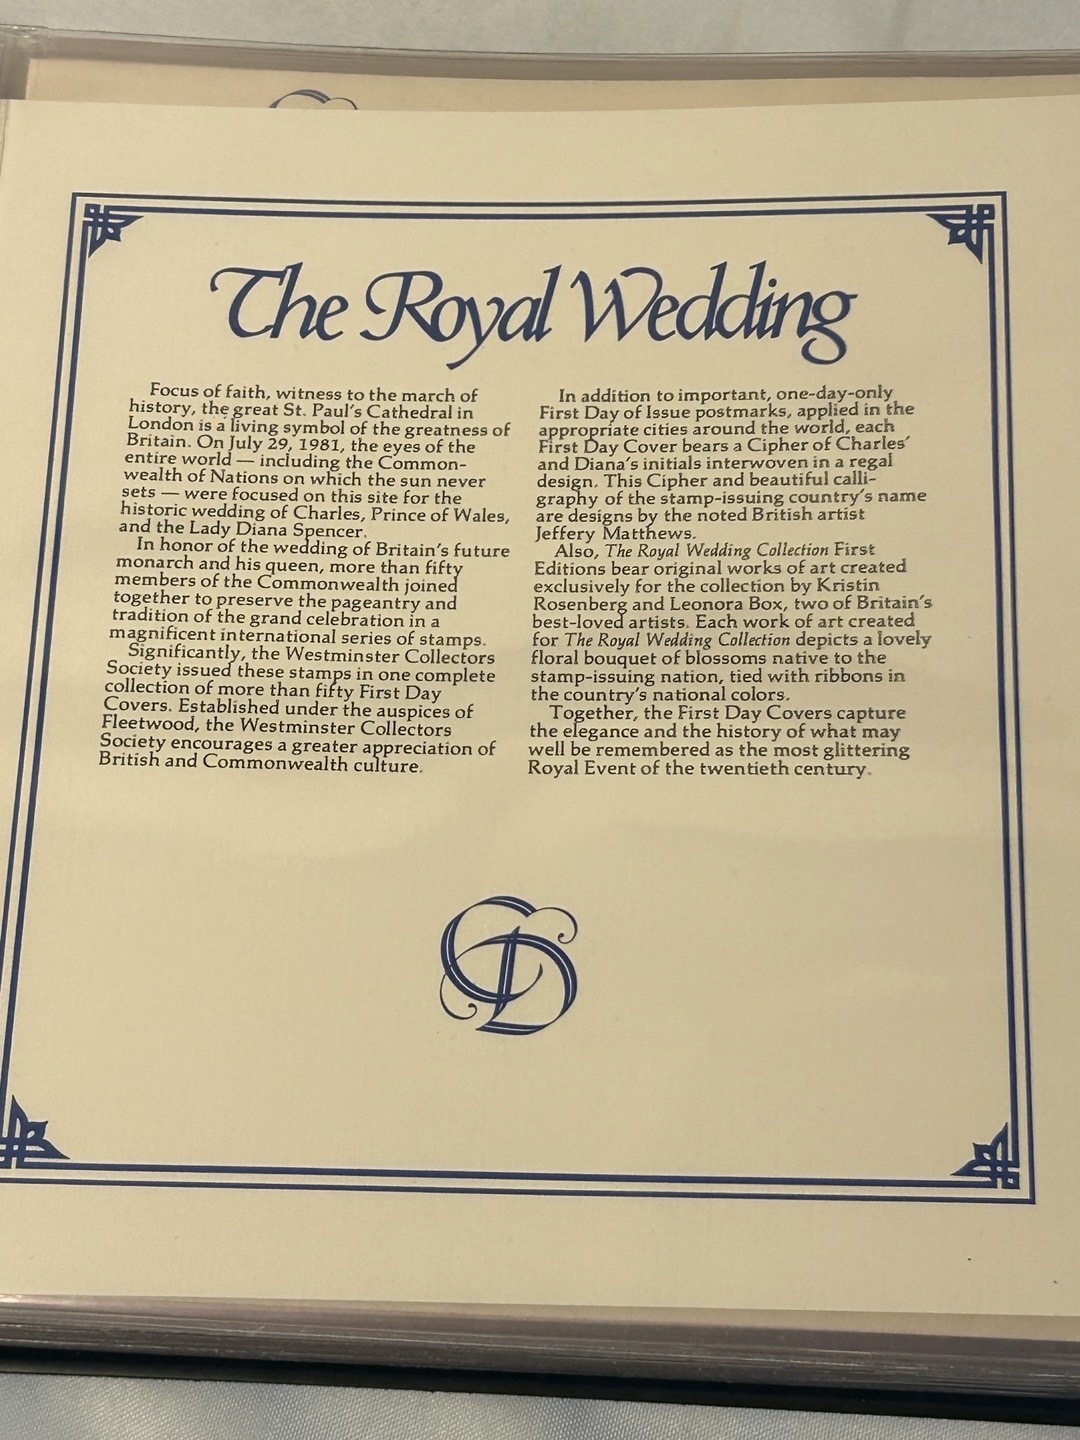 The Royal Wedding
Focus of faith, witness to the march of
history, the great St. Paul's Cathedral in
London is a living symbol of the greatness of
Britain. On July 29, 1981, the eyes of the
entire world — including the Common-
wealth of Nations on which the sun never
sets — were focused on this site for the
historic wedding of Charles, Prince of Wales,
and the Lady Diana Spencer.
In honor of the wedding of Britain's future
monarch and his queen, more than fifty
members of the Commonwealth joined
together to preserve the pageantry and
tradition of the grand celebration in a
magnificent international series of stamps.
Significantly, the Westminster Collectors
Society issued these stamps in one complete
collection of more than fifty First Day
Covers. Established under the auspices of
Fleetwood, the Westminster Collectors
Society encourages a greater appreciation of
British and Commonwealth culture.
In addition to important, one-day-only
First Day of Issue postmarks, applied in the
appropriate cities around the world, each
First Day Cover bears a Cipher of Charles'
and Diana's initials interwoven in a regal
design. This Cipher and beautiful calli-
graphy of the stamp-issuing country's name
are designs by the noted British artist
Jeffery Matthews.
Also, The Royal Wedding Collection First
Editions bear original works of art created
exclusively for the collection by Kristin
Rosenberg and Leonora Box, two of Britain's
best-loved artists. Each work of art created
for The Royal Wedding Collection depicts a lovely
floral bouquet of blossoms native to the
stamp-issuing nation, tied with ribbons in
the country's national colors.
Together, the First Day Covers capture
the elegance and the history of what may
well be remembered as the most glittering
Royal Event of the twentieth century.
CD